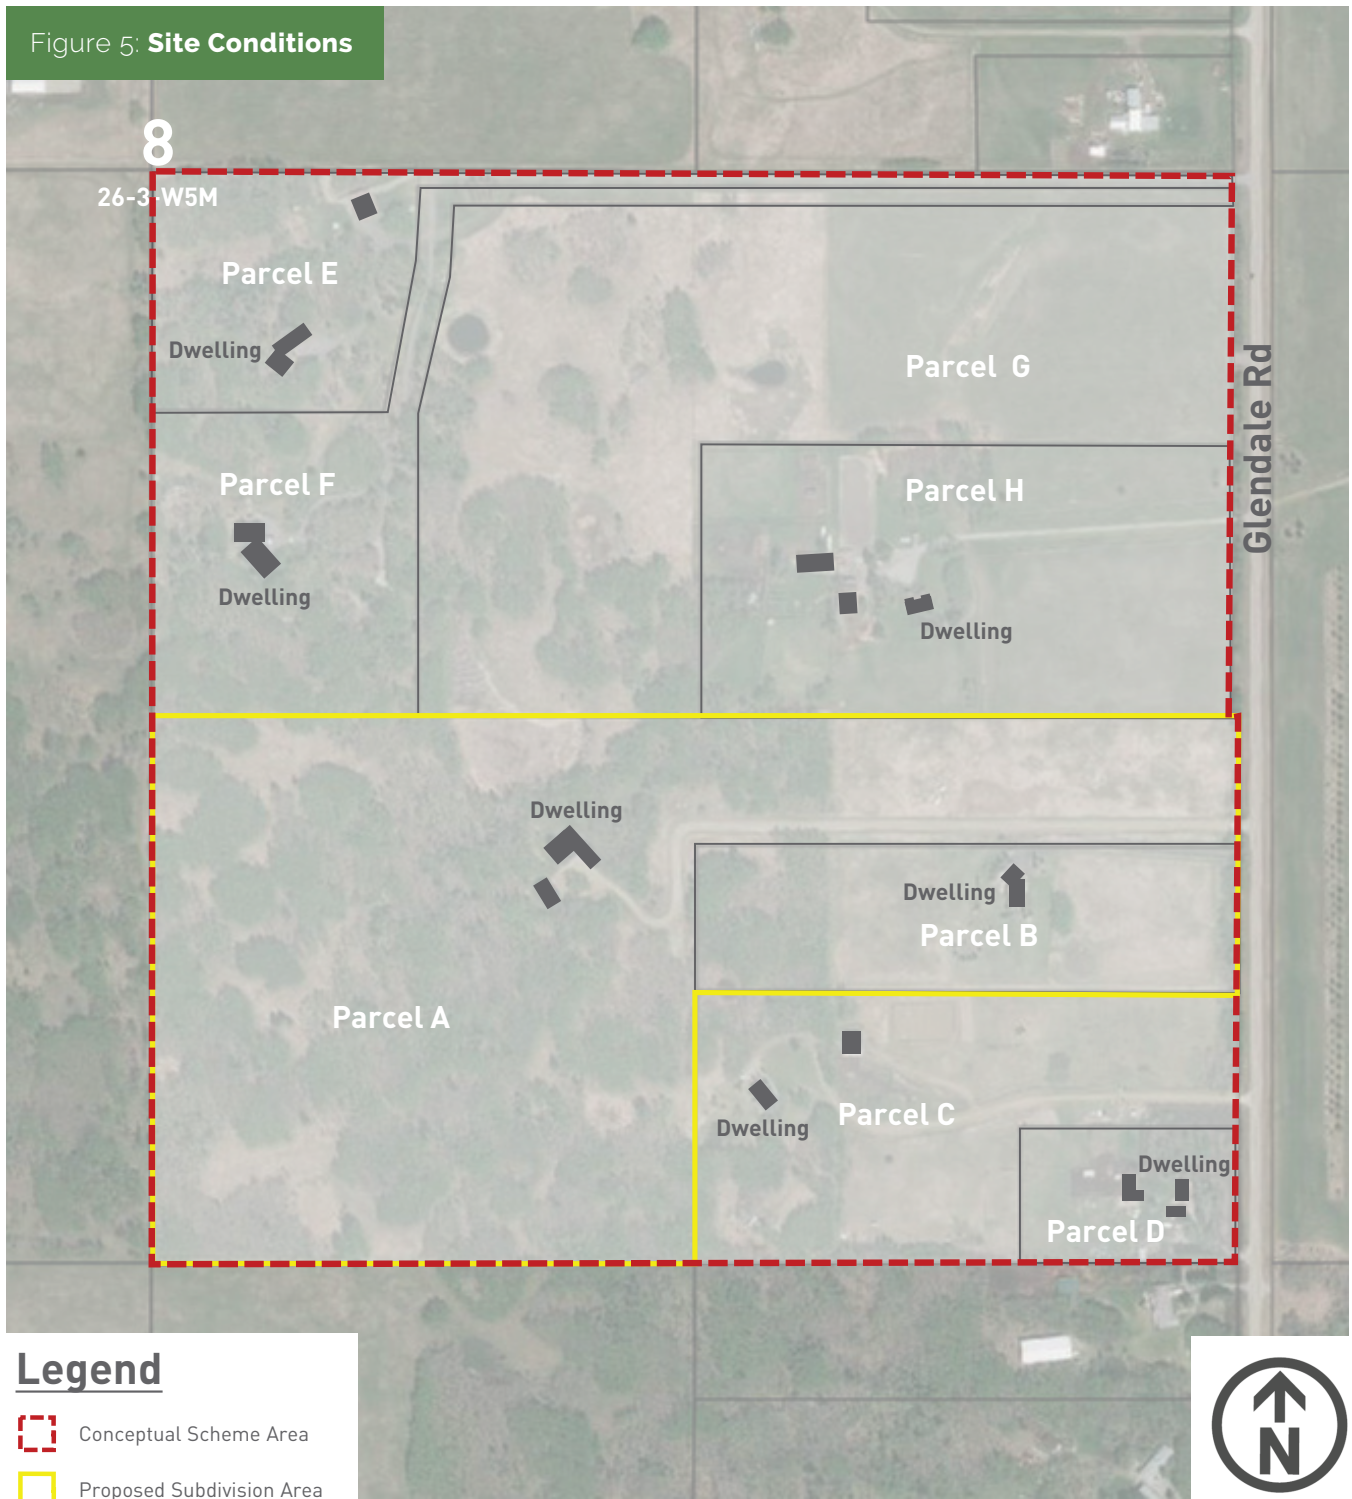 Figure 5: Site Conditions
8
26-3-W5M
Parcel E
Dwelling
Parcel G
Glendale Rd
Parcel F
Dwelling
Parcel H
Dwelling
Dwelling
Dwelling
Parcel B
Parcel A
Dwelling
Parcel C
Dwelling
Parcel D
Legend
Conceptual Scheme Area
Proposed Subdivision Area
N